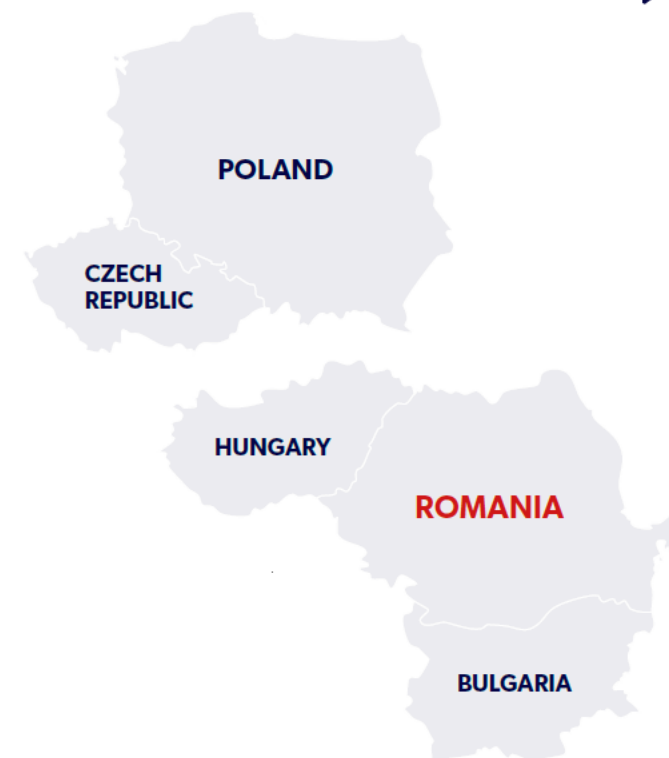 POLAND
CZECH
REPUBLIC
HUNGARY
ROMANIA
BULGARIA